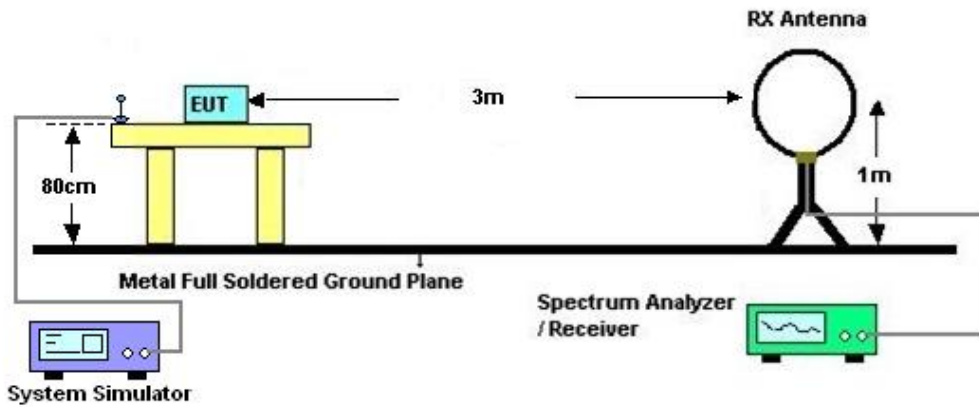 RX Antenna
EUT
3m
80cm
1m
Metal Full Soldered Ground Plane
Spectrum Analyzer
/ Receiver
System Simulator